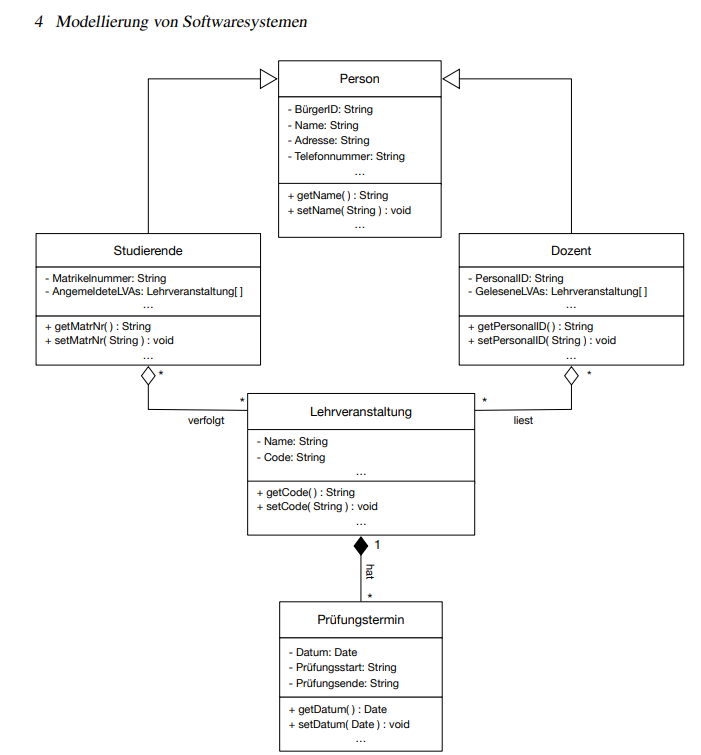 4 Modellierung von Softwaresystemen
Person
- BürgerID: String
- Name: String
- Adresse: String
- Telefonnummer: String
...
+ getName( ) : String
+ setName( String ) : void
...
Studierende
- Matrikelnummer: String
- AngemeldeteLVAs: Lehrveranstaltung[ ]
...
+ getMatrNr( ) : String
+ setMatrNr( String ) : void
...
Dozent
- PersonalID: String
- GeleseneLVAs: Lehrveranstaltung[ ]
...
+ getPersonalID( ) : String
+ setPersonalID( String ) : void
...
*
*
verfolgt
*
*
liest
Lehrveranstaltung
- Name: String
- Code: String
...
+ getCode( ) : String
+ setCode( String ) : void
...
1
hat
*
Prüfungstermin
- Datum: Date
- Prüfungsstart: String
- Prüfungsende: String
+ getDatum( ) : Date
+ setDatum( Date ) : void
...